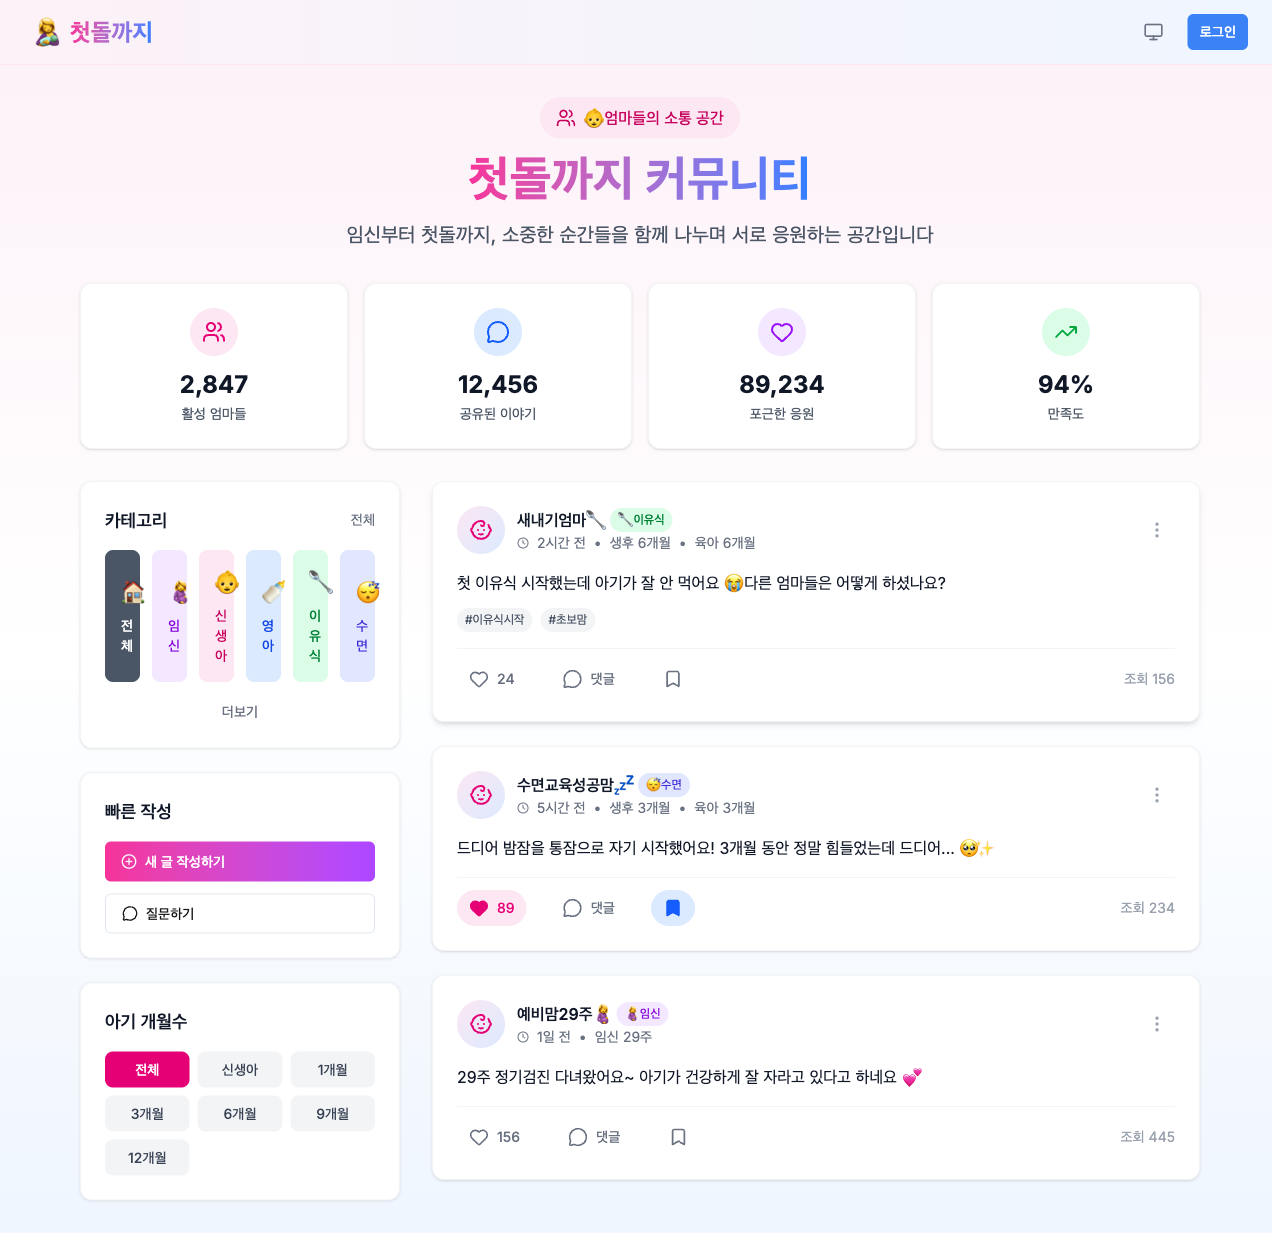 첫돌까지
로그인
엄마들의 소통 공간
첫돌까지 커뮤니티
임신부터 첫돌까지, 소중한 순간들을 함께 나누며 서로 응원하는 공간입니다
2,847
활성 엄마들
12,456
공유된 이야기
89,234
포근한 응원
94%
만족도
카테고리
전체
전체
임신
신생아
영아
이유식
수면
더보기
빠른 작성
새 글 작성하기
질문하기
아기 개월수
전체
신생아
1개월
3개월
6개월
9개월
12개월
새내기엄마🥄 🥄이유식
2시간 전 • 생후 6개월 • 육아 6개월
첫 이유식 시작했는데 아기가 잘 안 먹어요 😭다른 엄마들은 어떻게 하셨나요?
#이유식시작 #초보맘
24 댓글 조회 156
수면교육성공맘💤 😴수면
5시간 전 • 생후 3개월 • 육아 3개월
드디어 밤잠을 통잠으로 자기 시작했어요! 3개월 동안 정말 힘들었는데 드디어... 🥺✨
89 댓글 조회 234
예비맘29주🤰 🤰임신
1일 전 • 임신 29주
29주 정기검진 다녀왔어요~ 아기가 건강하게 잘 자라고 있다고 하네요 💕
156 댓글 조회 445